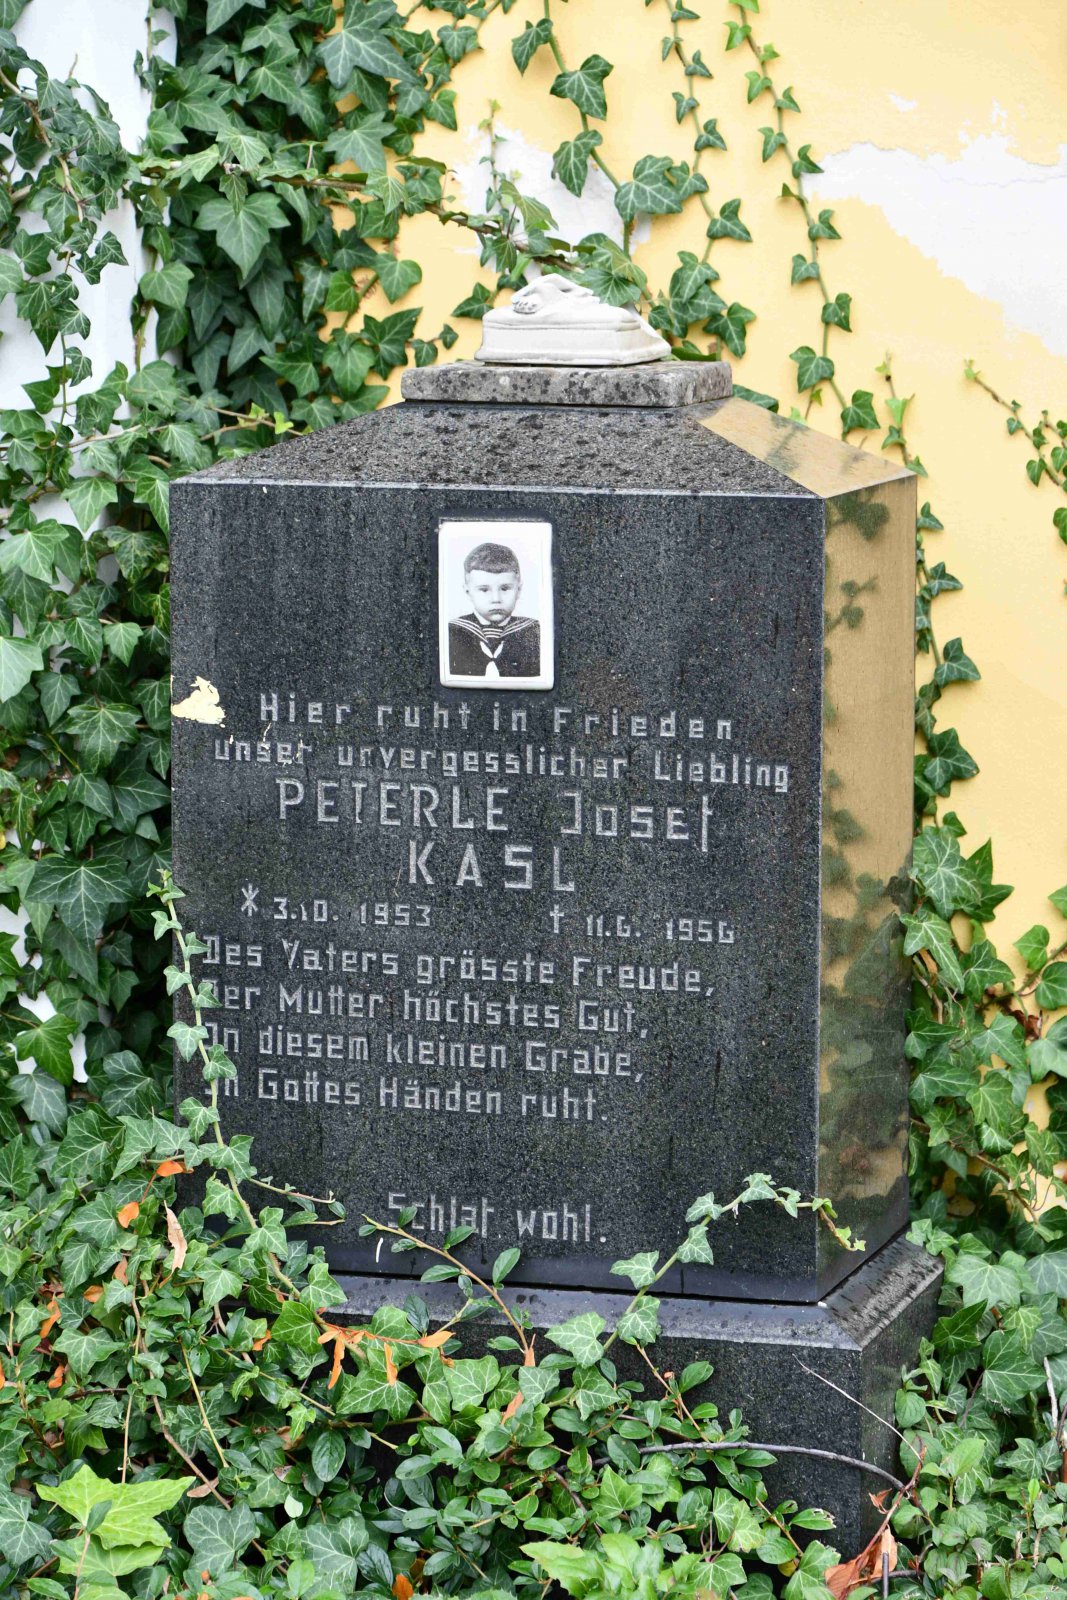 Hier ruht in Frieden
unser unvergesslicher Liebling
PETERLE Josef
KASL
* 3.10. 1953 † 11.6. 1956
Des Vaters grösste Freude,
Der Mutter höchstes Gut,
In diesem kleinen Grabe,
In Gottes Händen ruht.
Schlaf wohl.